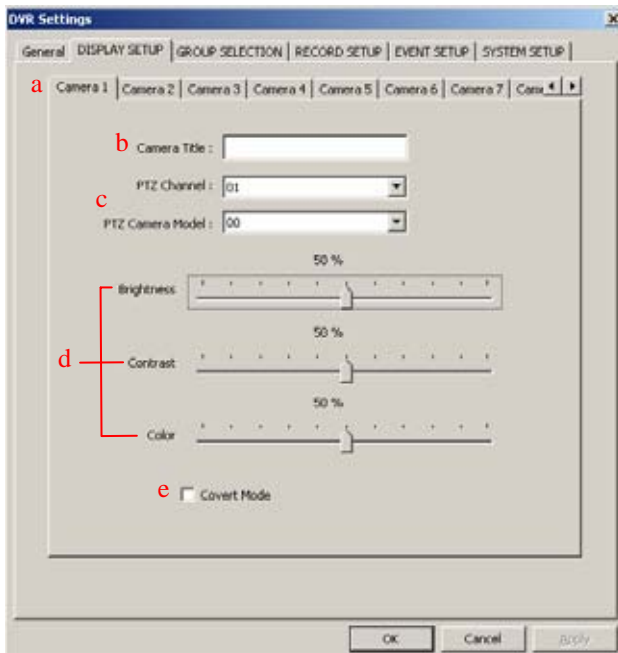 DVR Settings
General DISPLAY SETUP GROUP SELECTION RECORD SETUP EVENT SETUP SYSTEM SETUP
a Camera 1 Camera 2 Camera 3 Camera 4 Camera 5 Camera 6 Camera 7 Came
b Camera Title :
PTZ Channel : 01
c
PTZ Camera Model : 00
50 %
Brightness
50 %
d Contrast
50 %
Color
e Covert Mode
OK Cancel Apply